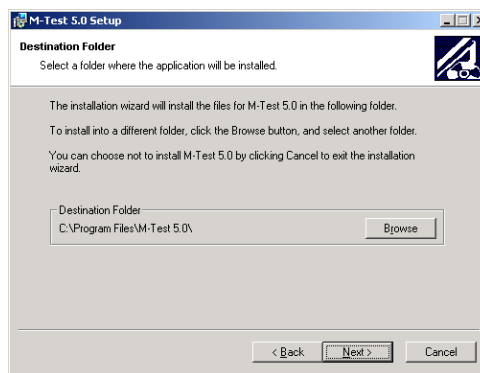 M-Test 5.0 Setup
Destination Folder
Select a folder where the application will be installed.
The installation wizard will install the files for M-Test 5.0 in the following folder.
To install into a different folder, click the Browse button, and select another folder.
You can choose not to install M-Test 5.0 by clicking Cancel to exit the installation
wizard.
Destination Folder
C:\Program Files\M-Test 5.0\
Browse
< Back
Next >
Cancel